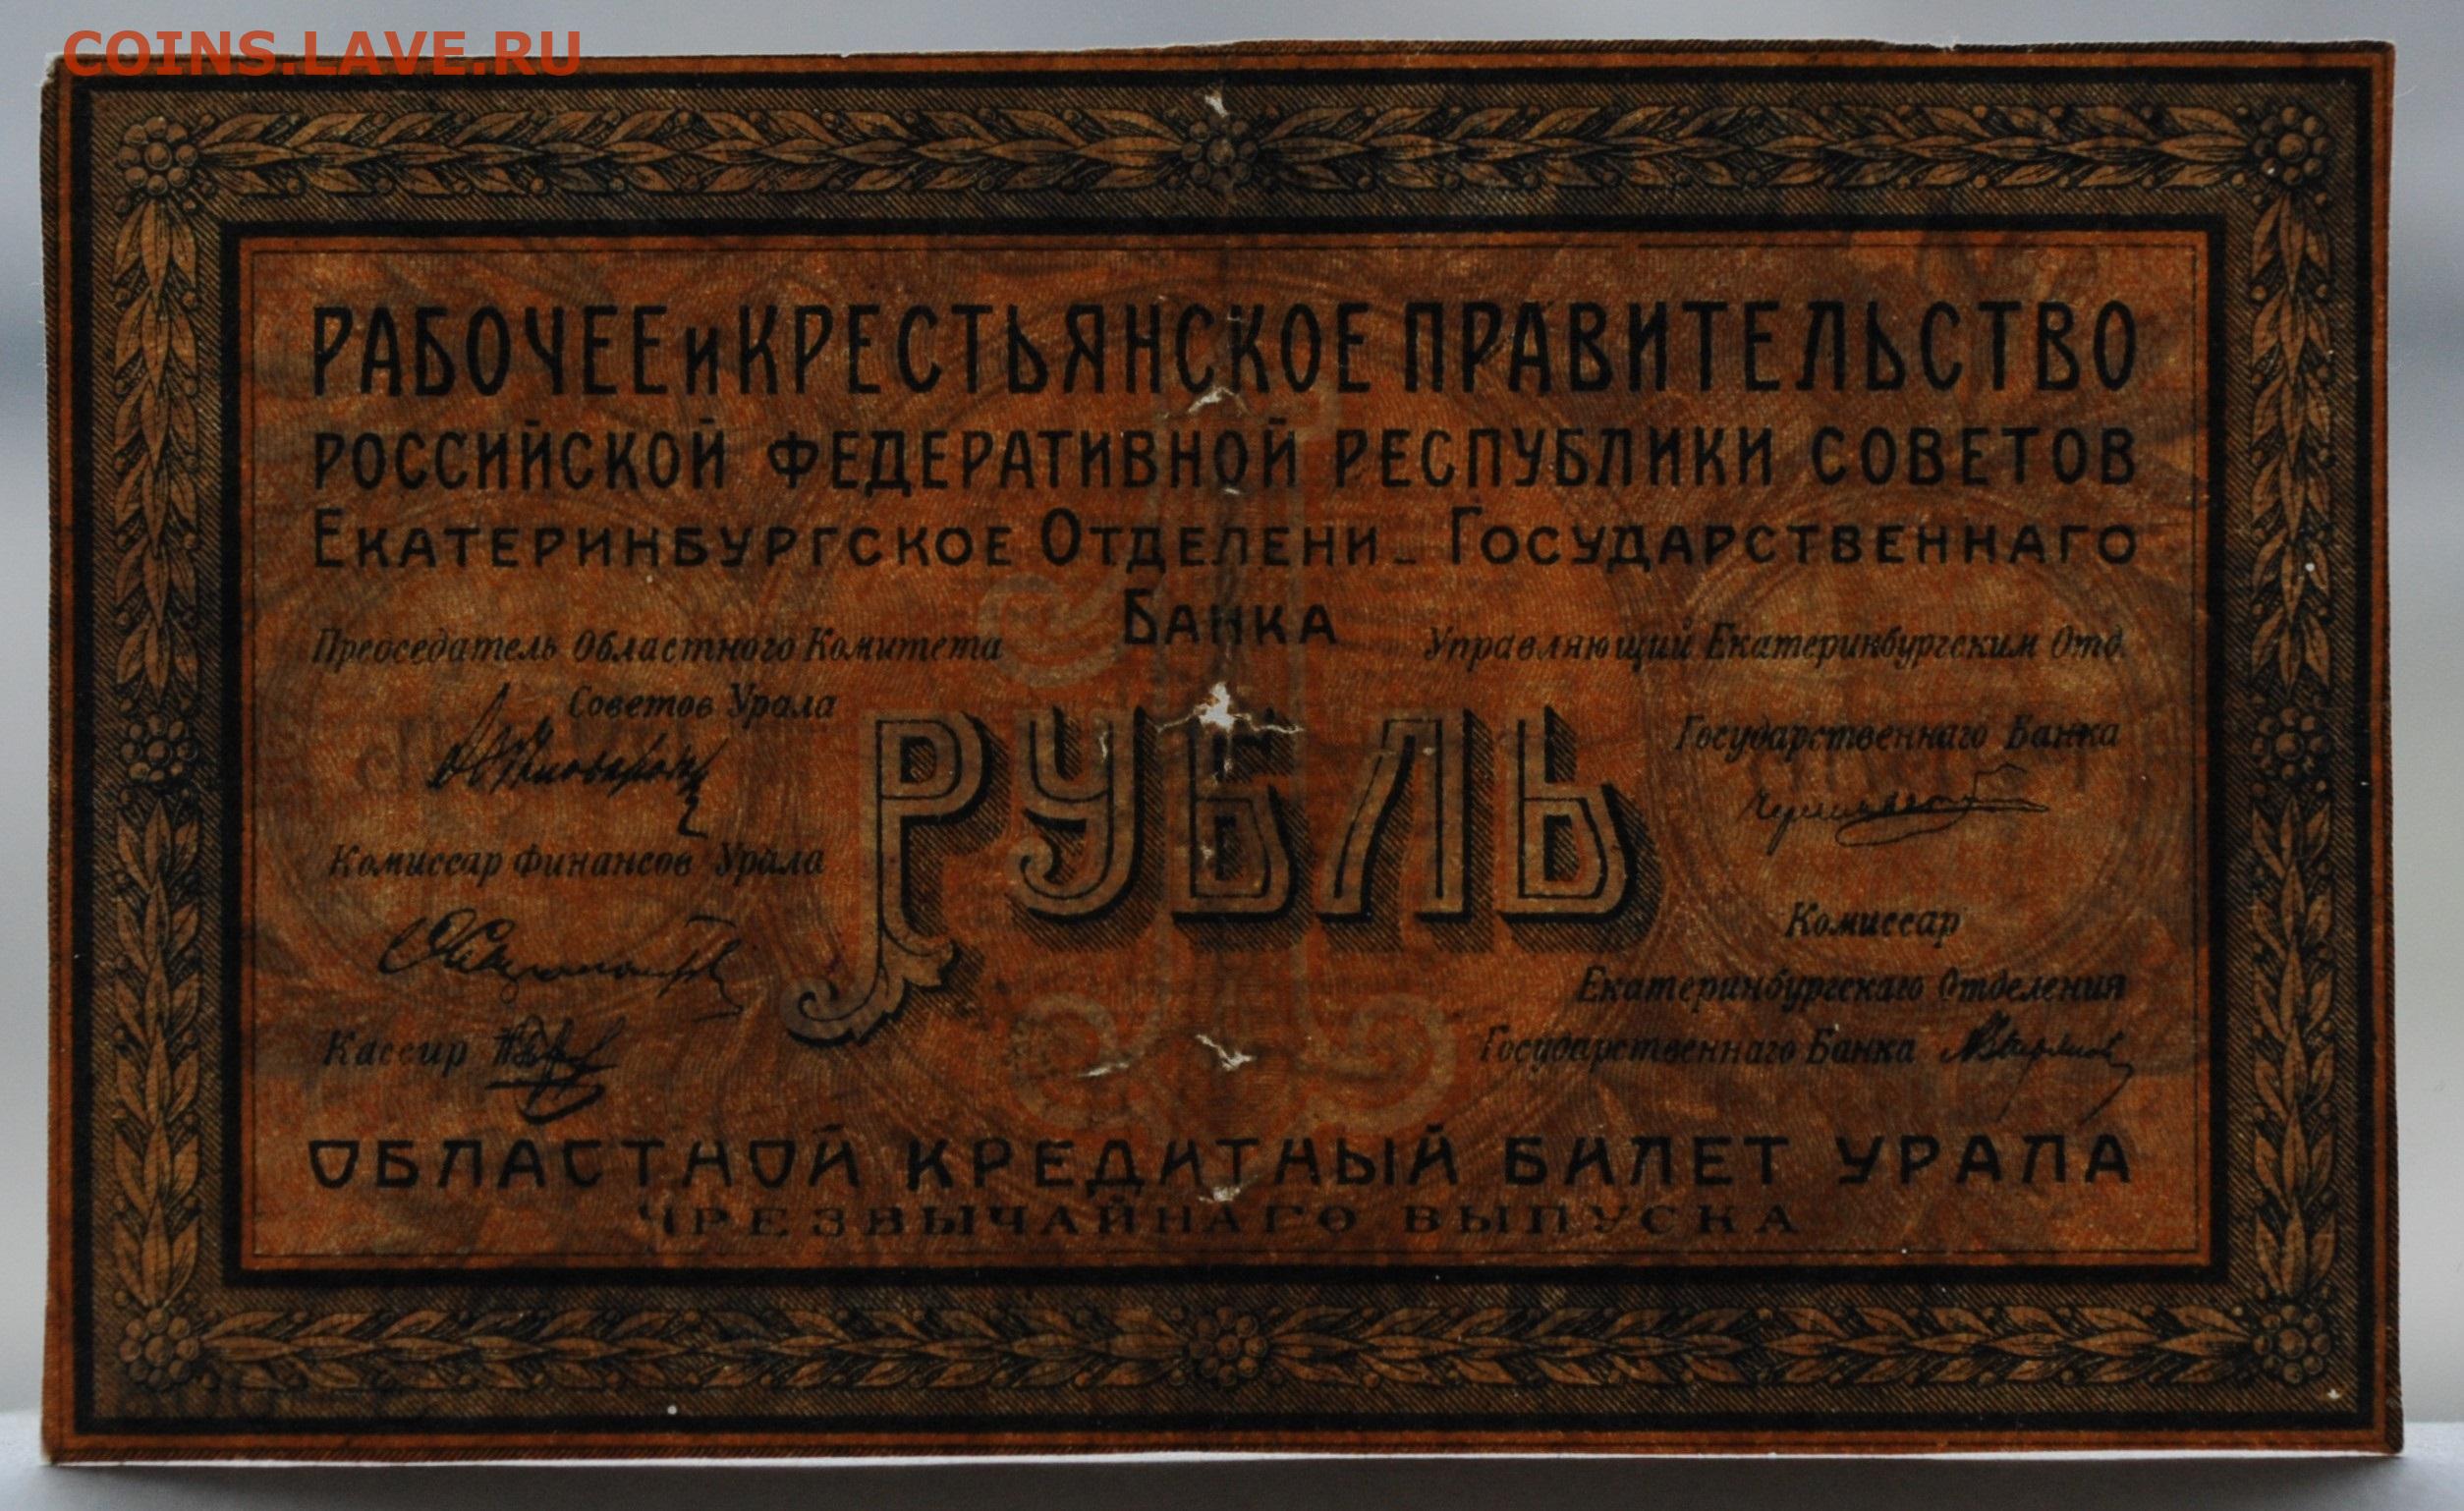 COINS.LAVE.RU
РАБОЧЕЕ И КРЕСТЬЯНСКОЕ ПРАВИТЕЛЬСТВО
РОССИЙСКОЙ ФЕДЕРАТИВНОЙ РЕСПУБЛИКИ СОВЕТОВ
ЕКАТЕРИНБУРГСКОЕ ОТДЕЛЕНИ_ ГОСУДАРСТВЕННАГО
БАНКА
Председатель Областного Комитета
Советов Урала
Управляющий Екатеринбургским Отд.
Государственнаго Банка
РУБЛЬ
Комиссар Финансов Урала
Комиссар
Екатеринбургскаго Отделения
Государственнаго Банка
Кассир
ОБЛАСТНОЙ КРЕДИТНЫЙ БИЛЕТ УРАЛА
ЧРЕЗВЫЧАЙНАГО ВЫПУСКА